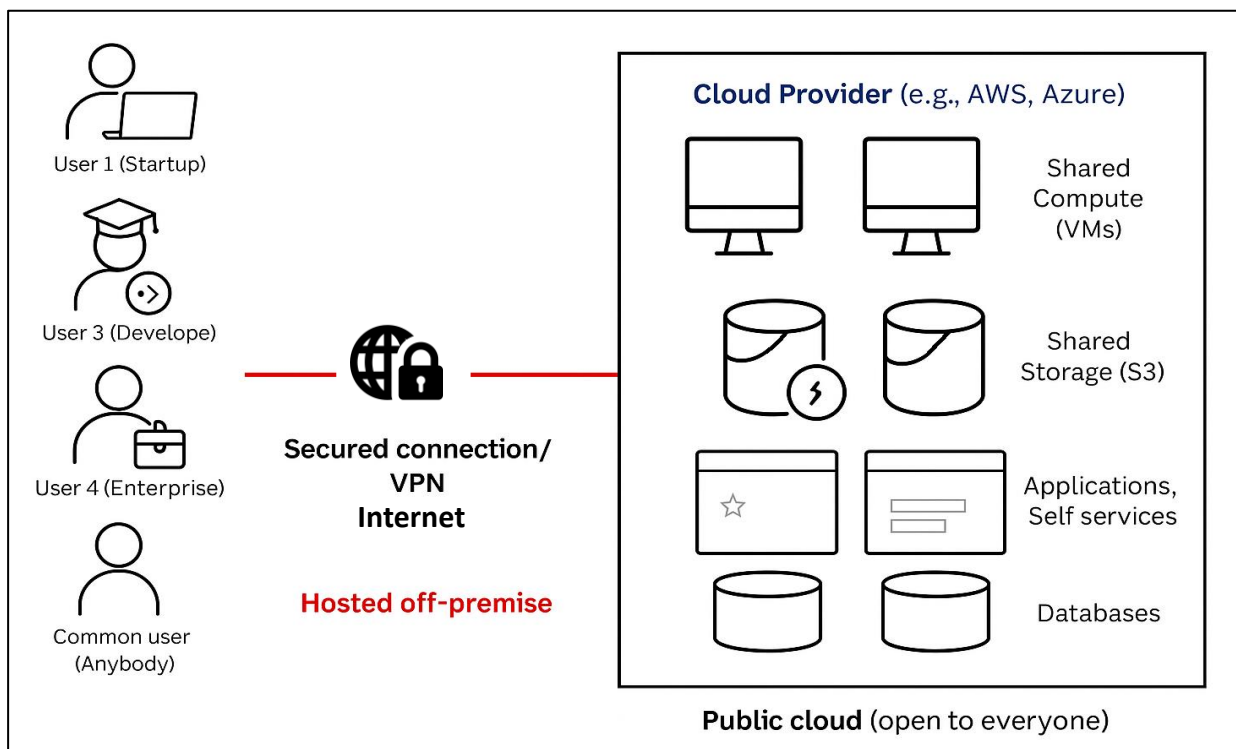 User 1 (Startup)
User 3 (Develope)
User 4 (Enterprise)
Common user
(Anybody)
Secured connection/
VPN
Internet
Hosted off-premise
Cloud Provider (e.g., AWS, Azure)
Shared
Compute
(VMs)
Shared
Storage (S3)
Applications,
Self services
Databases
Public cloud (open to everyone)